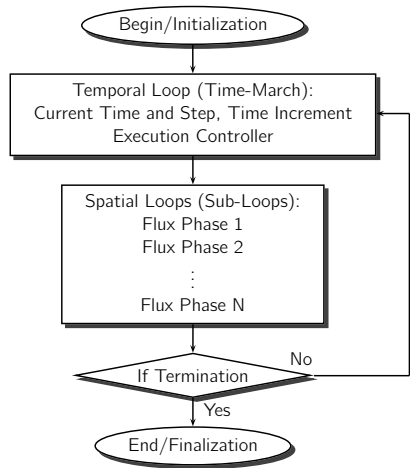 Begin/Initialization
Temporal Loop (Time-March):
Current Time and Step, Time Increment
Execution Controller
Spatial Loops (Sub-Loops):
Flux Phase 1
Flux Phase 2
⋮
Flux Phase N
If Termination
No
Yes
End/Finalization